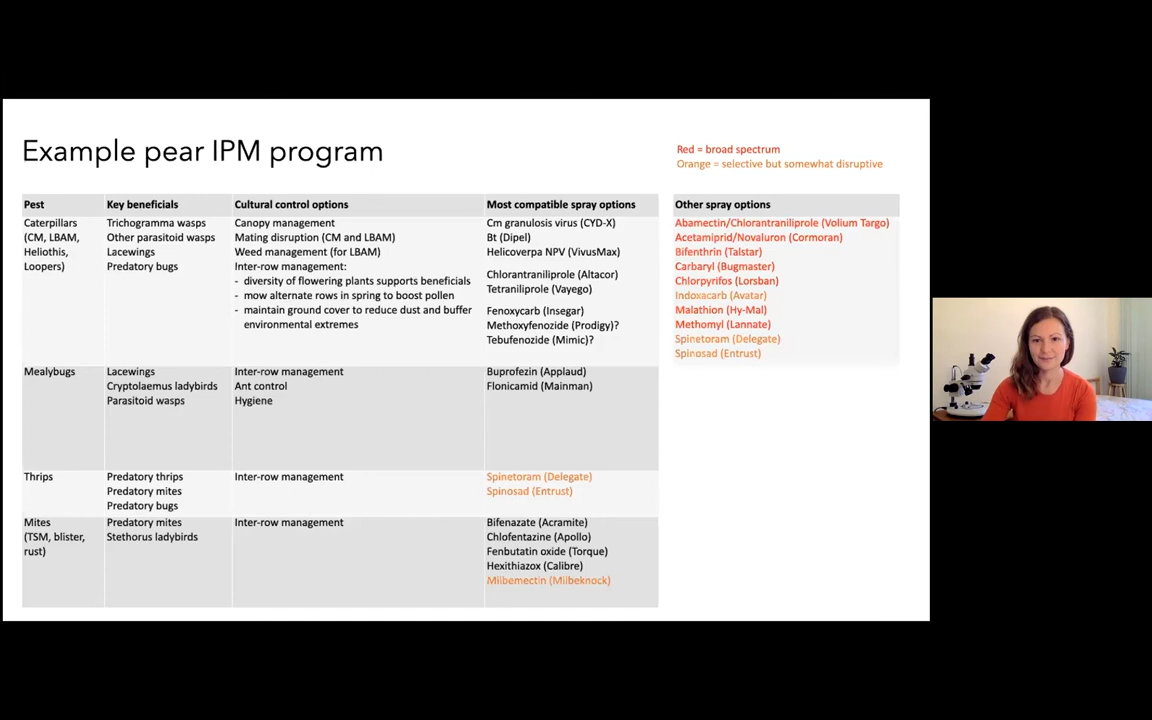 Example pear IPM program
Red = broad spectrum
Orange = selective but somewhat disruptive
Pest
Key beneficials
Cultural control options
Most compatible spray options
Other spray options
Caterpillars
(CM, LBAM,
Heliothis,
Loopers)
Trichogramma wasps
Other parasitoid wasps
Lacewings
Predatory bugs
Canopy management
Mating disruption (CM and LBAM)
Weed management (for LBAM)
Inter-row management:
- diversity of flowering plants supports beneficials
- mow alternate rows in spring to boost pollen
- maintain ground cover to reduce dust and buffer
environmental extremes
Cm granulosis virus (CYD-X)
Bt (Dipel)
Helicoverpa NPV (VivusMax)
Chlorantraniliprole (Altacor)
Tetraniliprole (Vayego)
Fenoxycarb (Insegar)
Methoxyfenozide (Prodigy)?
Tebufenozide (Mimic)?
Abamectin/Chlorantraniliprole (Volium Targo)
Acetamiprid/Novaluron (Cormoran)
Bifenthrin (Talstar)
Carbaryl (Bugmaster)
Chlorpyrifos (Lorsban)
Indoxacarb (Avatar)
Malathion (Hy-Mal)
Methomyl (Lannate)
Spinetoram (Delegate)
Spinosad (Entrust)
Mealybugs
Lacewings
Cryptolaemus ladybirds
Parasitoid wasps
Inter-row management
Ant control
Hygiene
Buprofezin (Applaud)
Flonicamid (Mainman)
Thrips
Predatory thrips
Predatory mites
Predatory bugs
Inter-row management
Spinetoram (Delegate)
Spinosad (Entrust)
Mites
(TSM, blister,
rust)
Predatory mites
Stethorus ladybirds
Inter-row management
Bifenazate (Acramite)
Chlofentazine (Apollo)
Fenbutatin oxide (Torque)
Hexithiazox (Calibre)
Milbemectin (Milbeknock)